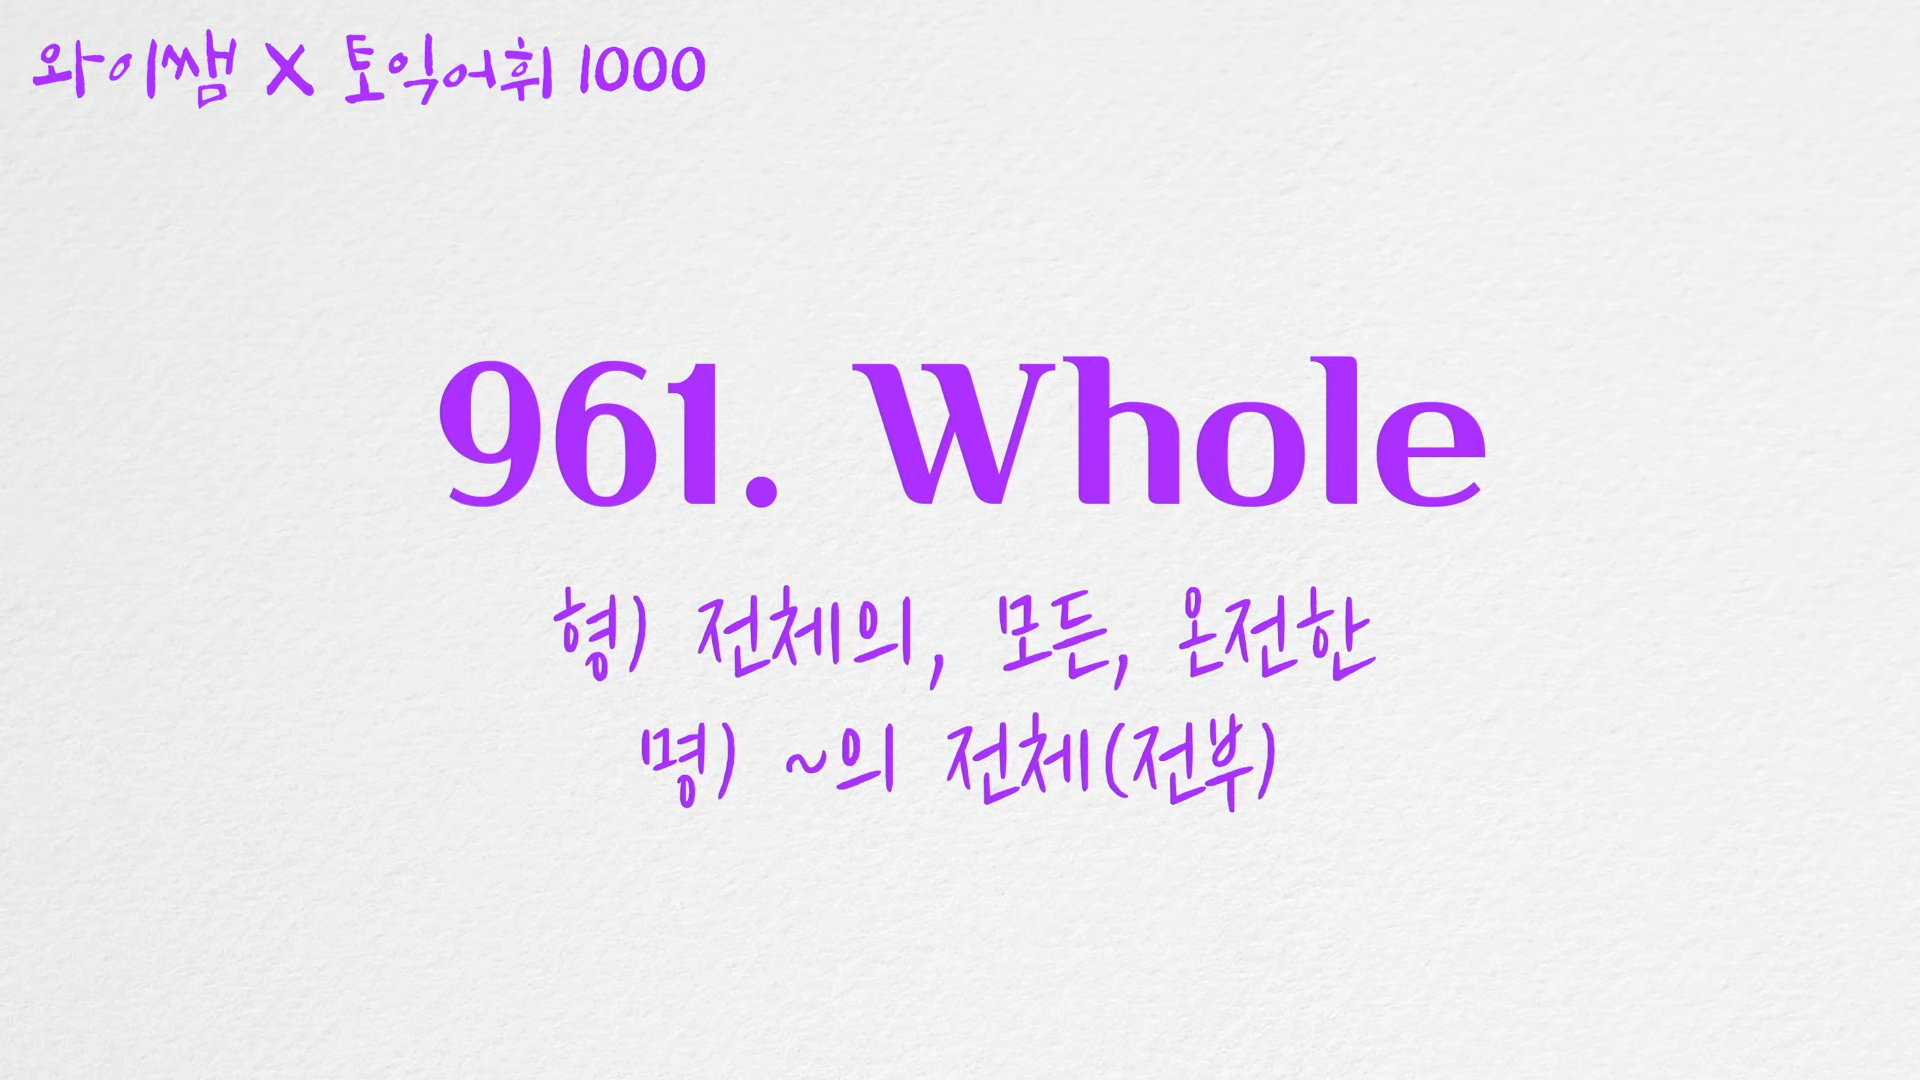 와이쌤 X 토익어휘 1000
961. Whole
형) 전체의, 모든, 온전한
명) ~의 전체(전부)